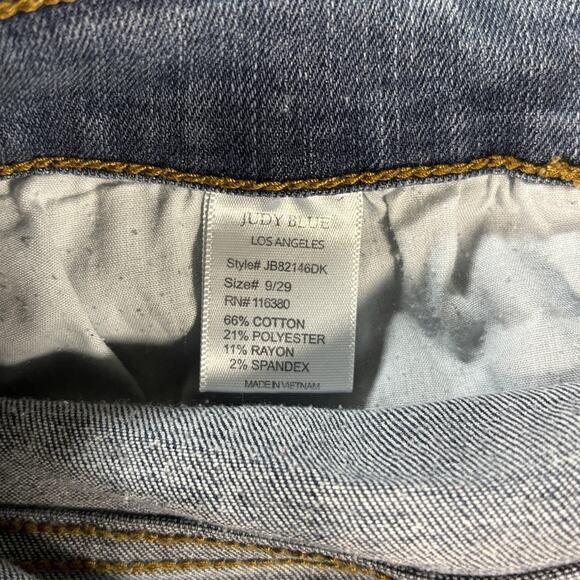 JUDY BLUE
LOS ANGELES
Style# JB82146DK
Size# 9/29
RN# 116380
66% COTTON
21% POLYESTER
11% RAYON
2% SPANDEX
MADE IN VIETNAM